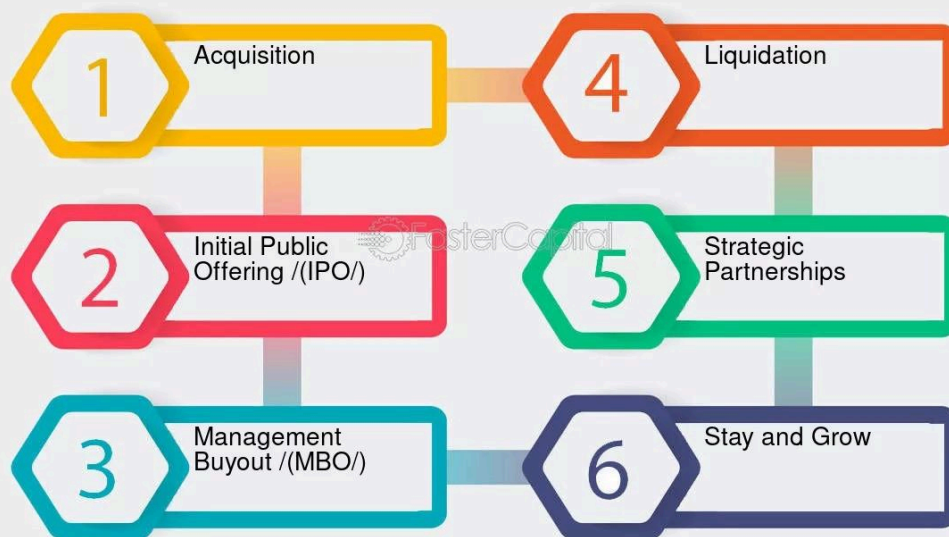 1
Acquisition
2
Initial Public
Offering /(IPO/)
3
Management
Buyout /(MBO/)
4
Liquidation
5
Strategic
Partnerships
6
Stay and Grow
FasterCapital